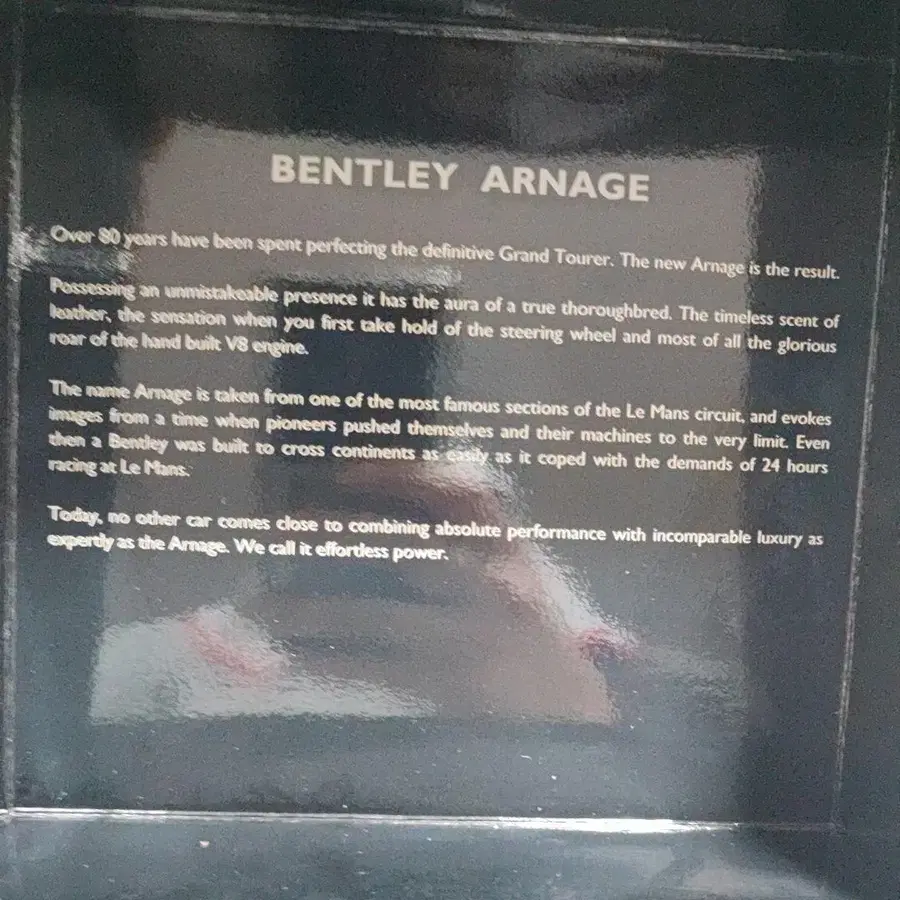 BENTLEY ARNAGE
Over 80 years have been spent perfecting the definitive Grand Tourer. The new Arnage is the result.
Possessing an unmistakeable presence it has the aura of a true thoroughbred. The timeless scent of
leather, the sensation when you first take hold of the steering wheel and most of all the glorious
roar of the hand built V8 engine.
The name Arnage is taken from one of the most famous sections of the Le Mans circuit, and evokes
images from a time when pioneers pushed themselves and their machines to the very limit. Even
then a Bentley was built to cross continents as easily as it coped with the demands of 24 hours
racing at Le Mans.
Today, no other car comes close to combining absolute performance with incomparable luxury as
expertly as the Arnage. We call it effortless power.